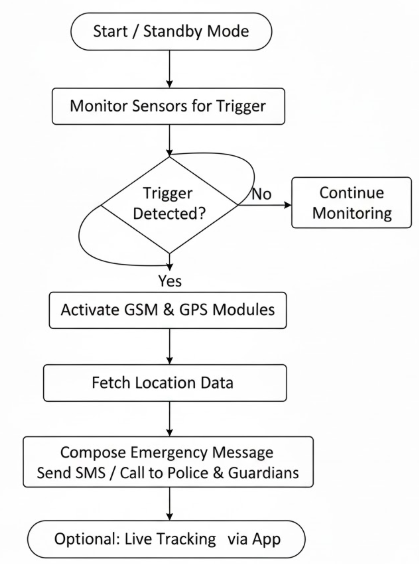 Start / Standby Mode
Monitor Sensors for Trigger
Trigger
Detected?
No
Continue
Monitoring
Yes
Activate GSM & GPS Modules
Fetch Location Data
Compose Emergency Message
Send SMS / Call to Police & Guardians
Optional: Live Tracking via App